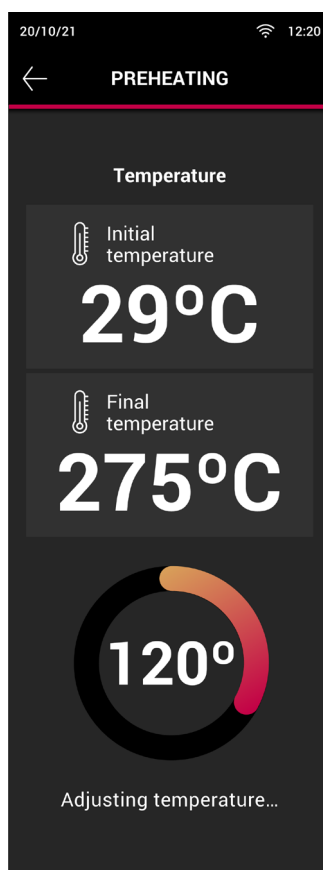 20/10/21 12:20
PREHEATING
Temperature
Initial
temperature
29ºC
Final
temperature
275ºC
120º
Adjusting temperature...